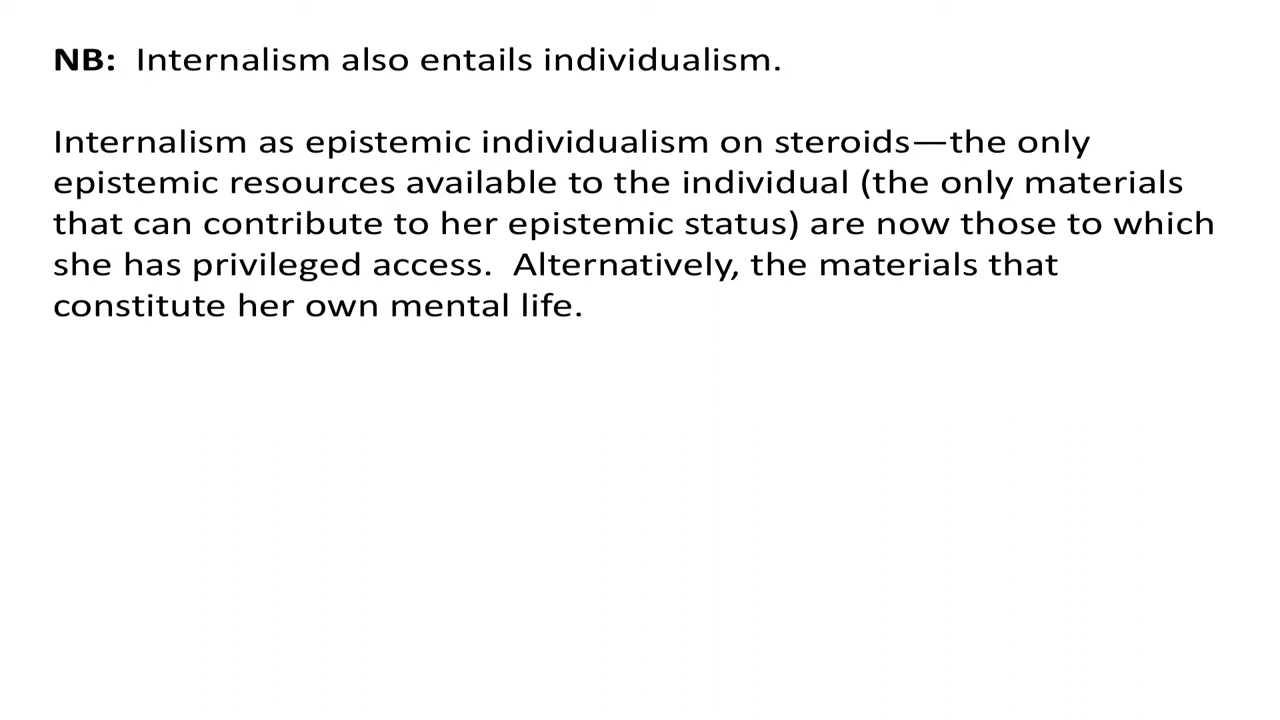 NB: Internalism also entails individualism.
Internalism as epistemic individualism on steroids—the only
epistemic resources available to the individual (the only materials
that can contribute to her epistemic status) are now those to which
she has privileged access. Alternatively, the materials that
constitute her own mental life.